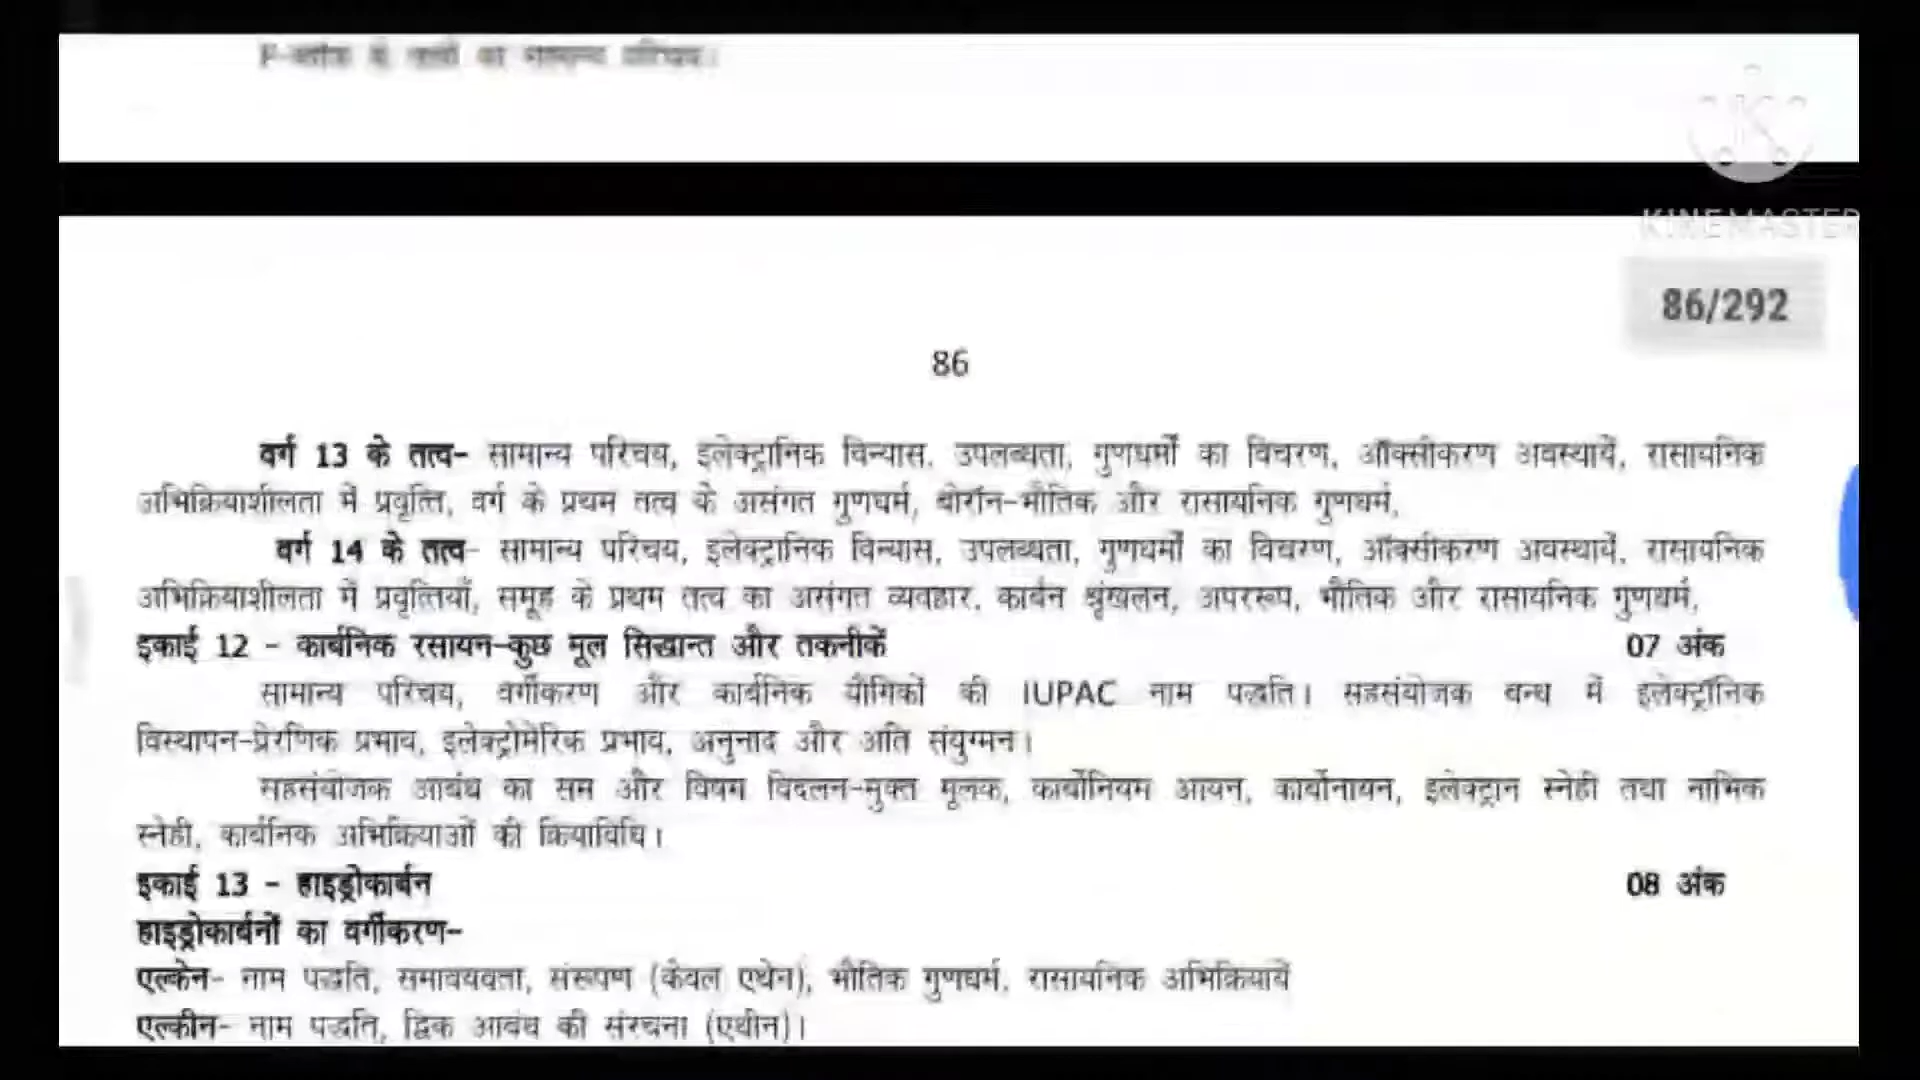 KINEMASTER
86/292
86
वर्ग 13 के तत्व- सामान्य परिचय, इलेक्ट्रानिक विन्यास, उपलब्धता, गुणधर्मों का विचरण, ऑक्सीकरण अवस्थायें, रासायनिक
अभिक्रियाशीलता में प्रवृत्ति, वर्ग के प्रथम तत्व के असंगत गुणधर्म, बोरॉन-भौतिक और रासायनिक गुणधर्म,
वर्ग 14 के तत्व- सामान्य परिचय, इलेक्ट्रानिक विन्यास, उपलब्धता, गुणधर्मों का विचरण, ऑक्सीकरण अवस्थायें, रासायनिक
अभिक्रियाशीलता में प्रवृत्तियाँ, समूह के प्रथम तत्व का असंगत व्यवहार, कार्बन श्रृंखलन, अपररूप, भौतिक और रासायनिक गुणधर्म,
इकाई 12 - कार्बनिक रसायन-कुछ मूल सिद्धान्त और तकनीकें 07 अंक
सामान्य परिचय, वर्गीकरण और कार्बनिक यौगिकों की IUPAC नाम पद्धति। सहसंयोजक बन्ध में इलेक्ट्रॉनिक
विस्थापन-प्रेरणिक प्रभाव, इलेक्ट्रोमेरिक प्रभाव, अनुनाद और अति संयुग्मन।
सहसंयोजक आबंध का सम और विषम विदलन-मुक्त मूलक, कार्बोनियम आयन, कार्बोनायन, इलेक्ट्रान स्नेही तथा नाभिक
स्नेही, कार्बनिक अभिक्रियाओं की क्रियाविधि।
इकाई 13 - हाइड्रोकार्बन 08 अंक
हाइड्रोकार्बनों का वर्गीकरण-
एल्केन- नाम पद्धति, समावयवता, संरूपण (केवल एथेन), भौतिक गुणधर्म, रासायनिक अभिक्रियायें
एल्कीन- नाम पद्धति, द्विक आबंध की संरचना (एथीन)।